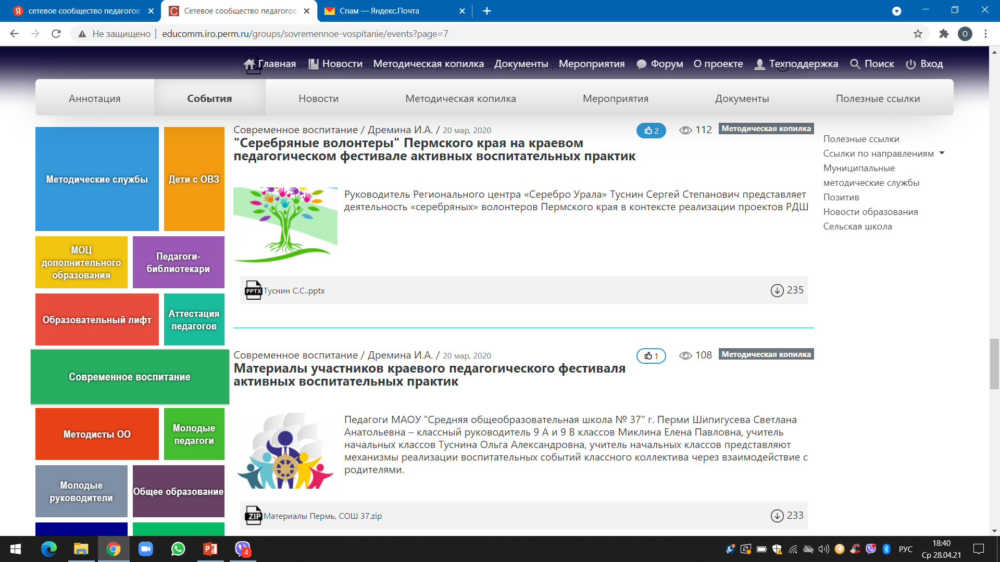 сетевое сообщество педагогов
Сетевое сообщество педагогов
Спам — Яндекс.Почта
Не защищено
educomm.iro.perm.ru/groups/sovremennoe-vospitanie/events?page=7
О
Главная
Новости
Методическая копилка
Документы
Мероприятия
Форум
О проекте
Техподдержка
Поиск
Вход
Аннотация
События
Новости
Методическая копилка
Мероприятия
Документы
Полезные ссылки
Методические службы
Дети с ОВЗ
МОЦ
дополнительного
образования
Педагоги-
библиотекари
Образовательный лифт
Аттестация
педагогов
Современное воспитание
Методисты ОО
Молодые
педагоги
Молодые
руководители
Общее образование
Современное воспитание / Дремина И.А. / 20 мар, 2020
2
112
Методическая копилка
"Серебряные волонтеры" Пермского края на краевом
педагогическом фестивале активных воспитательных практик
Руководитель Регионального центра «Серебро Урала» Туснин Сергей Степанович представляет
деятельность «серебряных» волонтеров Пермского края в контексте реализации проектов РДШ
PPTX
Туснин С.С..pptx
235
Современное воспитание / Дремина И.А. / 20 мар, 2020
1
108
Методическая копилка
Материалы участников краевого педагогического фестиваля
активных воспитательных практик
Педагоги МАОУ "Средняя общеобразовательная школа № 37" г. Перми Шипигусева Светлана
Анатольевна – классный руководитель 9 А и 9 В классов Миклина Елена Павловна, учитель
начальных классов Туснина Ольга Александровна, учитель начальных классов представляют
механизмы реализации воспитательных событий классного коллектива через взаимодействие с
родителями.
ZIP
Материалы Пермь, СОШ 37.zip
233
Полезные ссылки
Ссылки по направлениям
Муниципальные
методические службы
Позитив
Новости образования
Сельская школа
4
РУС
18:40
Ср 28.04.21